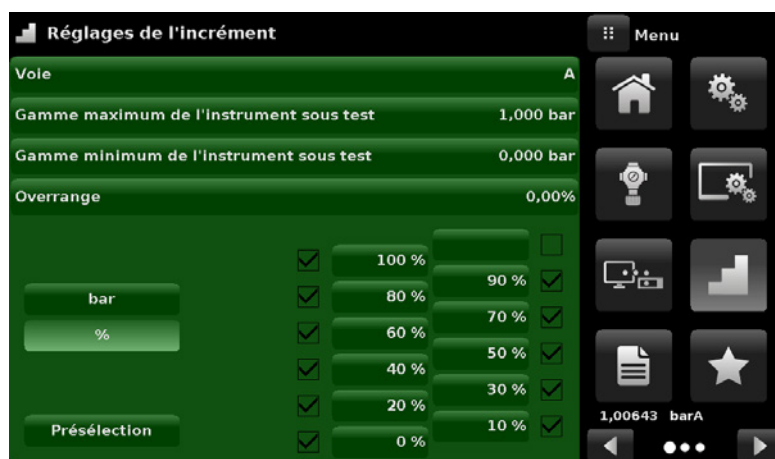 Réglages de l'incrément
Menu
Voie A
Gamme maximum de l'instrument sous test 1,000 bar
Gamme minimum de l'instrument sous test 0,000 bar
Overrange 0,00%
100 %
90 %
bar 80 %
70 %
% 60 %
50 %
40 %
30 %
20 %
10 %
Présélection
0 %
1,00643 barA